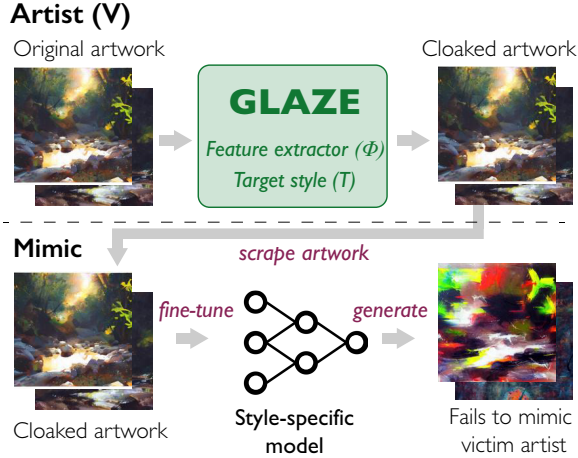 Artist (V)
Original artwork
Cloaked artwork
GLAZE
Feature extractor (Φ)
Target style (T)
Mimic
scrape artwork
fine-tune
generate
Cloaked artwork
Style-specific
model
Fails to mimic
victim artist